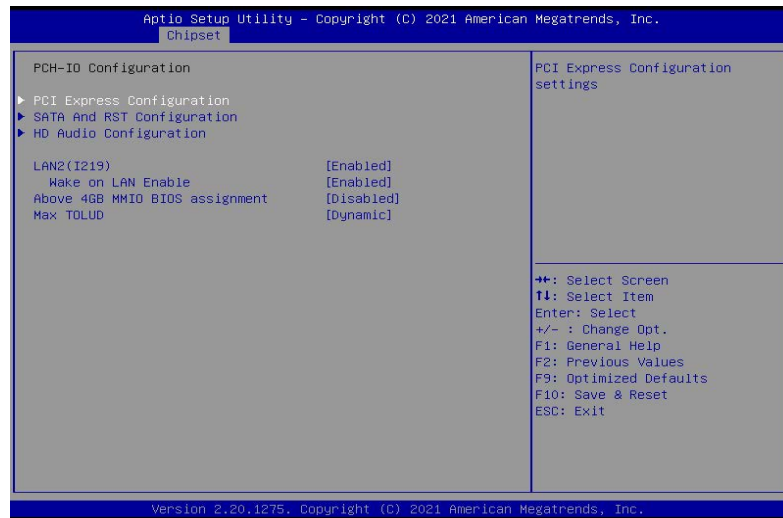 Aptio Setup Utility – Copyright (C) 2021 American Megatrends, Inc.
Chipset
PCH-IO Configuration
PCI Express Configuration
SATA And RST Configuration
HD Audio Configuration
LAN2(I219) [Enabled]
Wake on LAN Enable [Enabled]
Above 4GB MMIO BIOS assignment [Disabled]
Max TOLUD [Dynamic]
PCI Express Configuration
settings
→←: Select Screen
↑↓: Select Item
Enter: Select
+/- : Change Opt.
F1: General Help
F2: Previous Values
F9: Optimized Defaults
F10: Save & Reset
ESC: Exit
Version 2.20.1275. Copyright (C) 2021 American Megatrends, Inc.